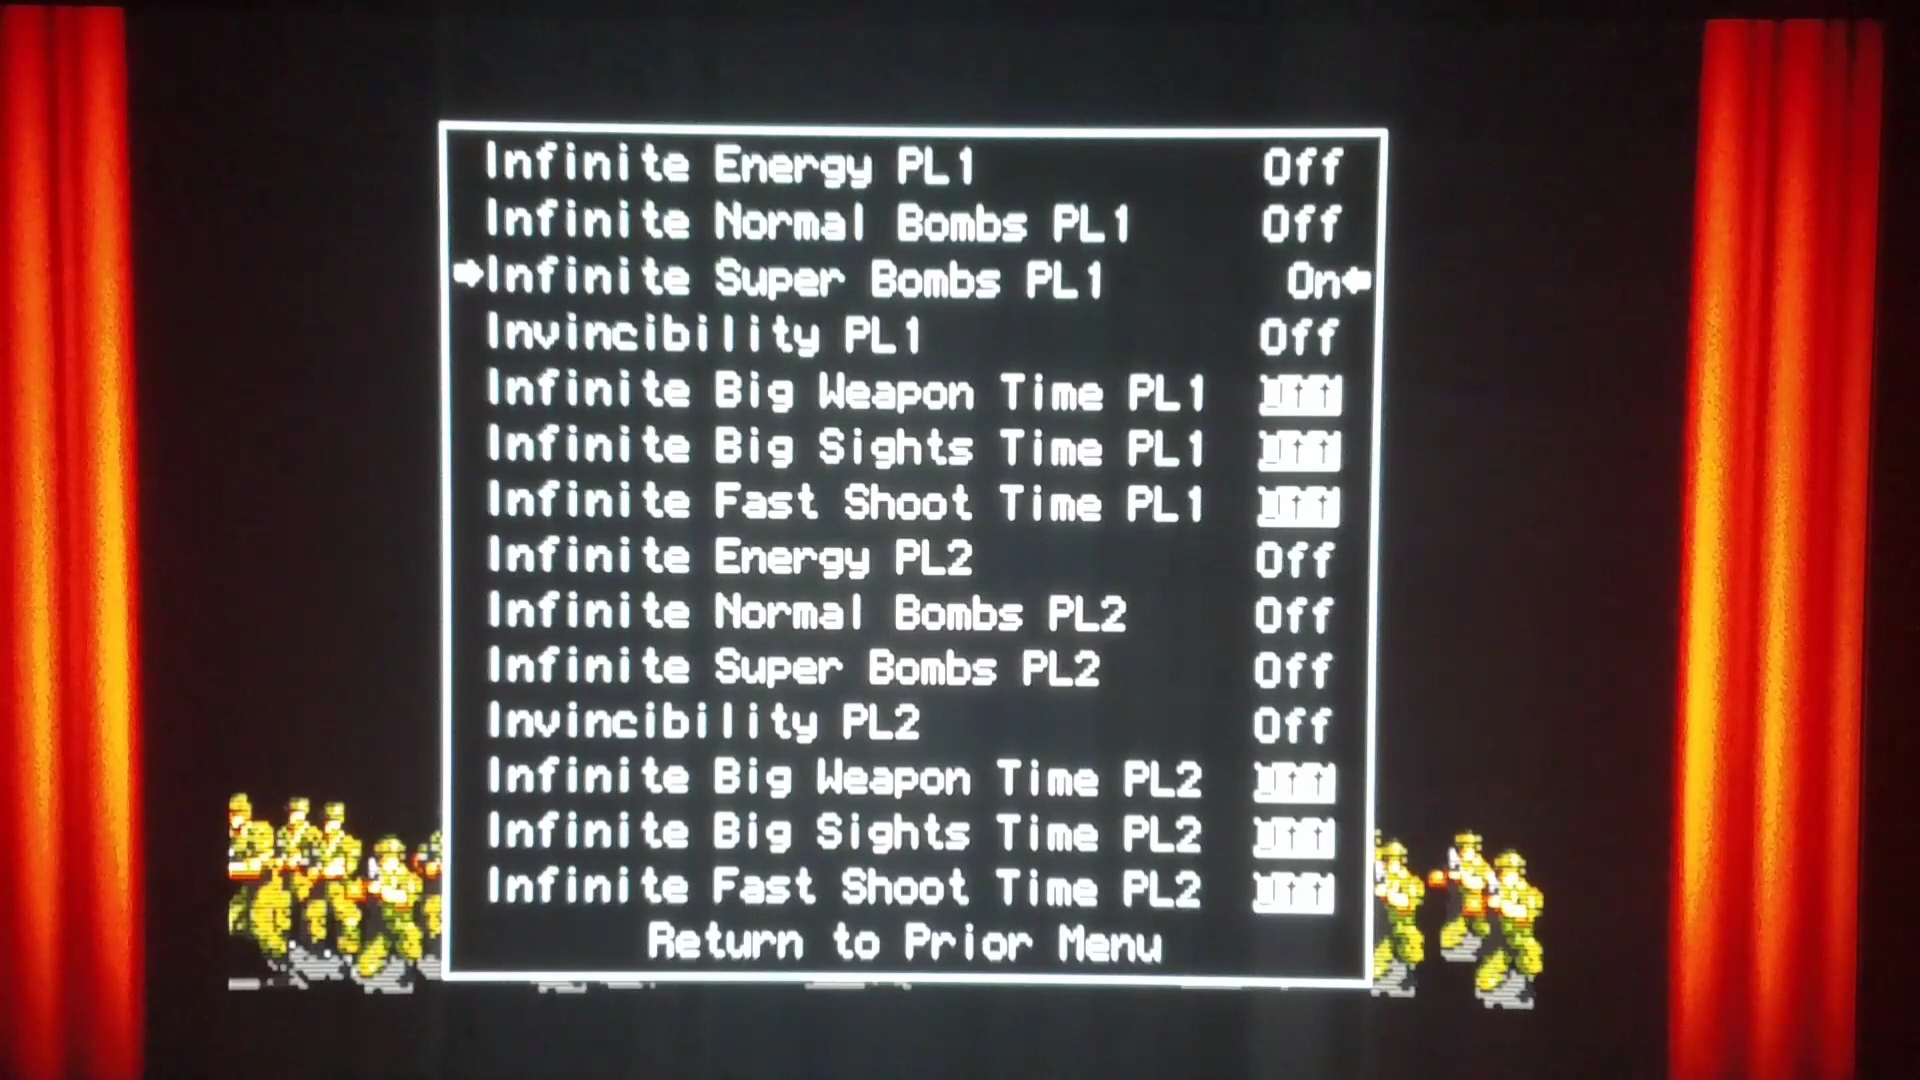 Infinite Energy PL1 Off
Infinite Normal Bombs PL1 Off
Infinite Super Bombs PL1 On
Invincibility PL1 Off
Infinite Big Weapon Time PL1
Infinite Big Sights Time PL1
Infinite Fast Shoot Time PL1
Infinite Energy PL2 Off
Infinite Normal Bombs PL2 Off
Infinite Super Bombs PL2 Off
Invincibility PL2 Off
Infinite Big Weapon Time PL2
Infinite Big Sights Time PL2
Infinite Fast Shoot Time PL2
Return to Prior Menu